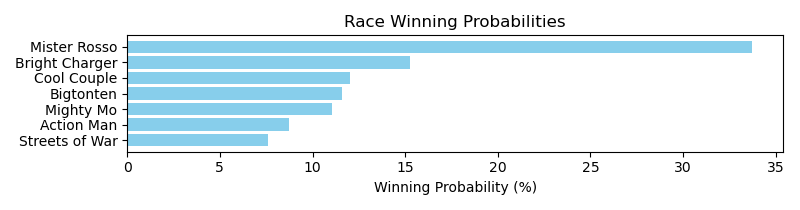 Race Winning Probabilities
Mister Rosso
Bright Charger
Cool Couple
Bigtonten
Mighty Mo
Action Man
Streets of War
0 5 10 15 20 25 30 35
Winning Probability (%)